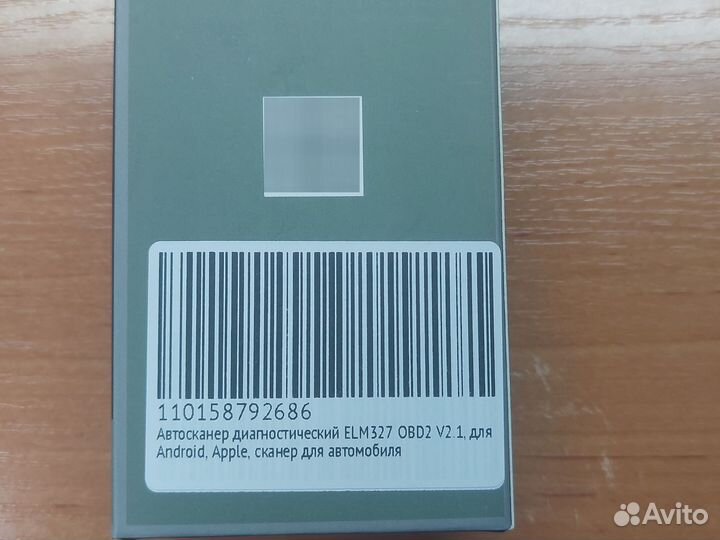 110158792686
Автосканер диагностический ELM327 OBD2 V2.1, для
Android, Apple, сканер для автомобиля
Avito